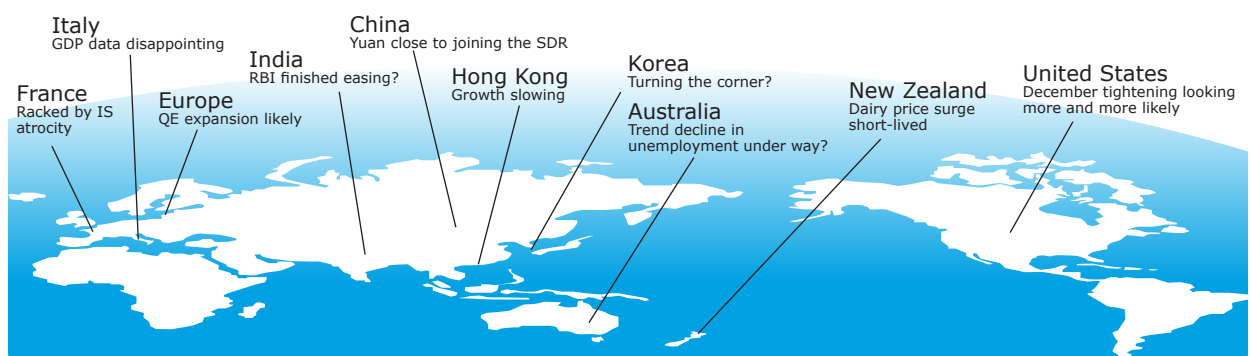 Italy
GDP data disappointing
China
Yuan close to joining the SDR
India
RBI finished easing?
Hong Kong
Growth slowing
Korea
Turning the corner?
New Zealand
Dairy price surge
short-lived
United States
December tightening looking
more and more likely
France
Racked by IS
atrocity
Europe
QE expansion likely
Australia
Trend decline in
unemployment under way?